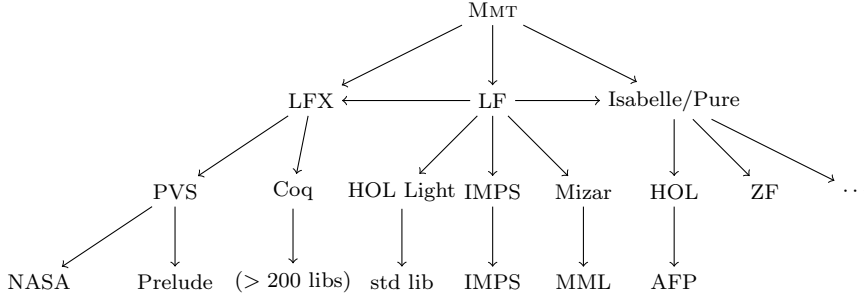 MMT
LFX LF Isabelle/Pure
PVS Coq HOL Light IMPS Mizar HOL ZF ..
NASA Prelude (> 200 libs) std lib IMPS MML AFP